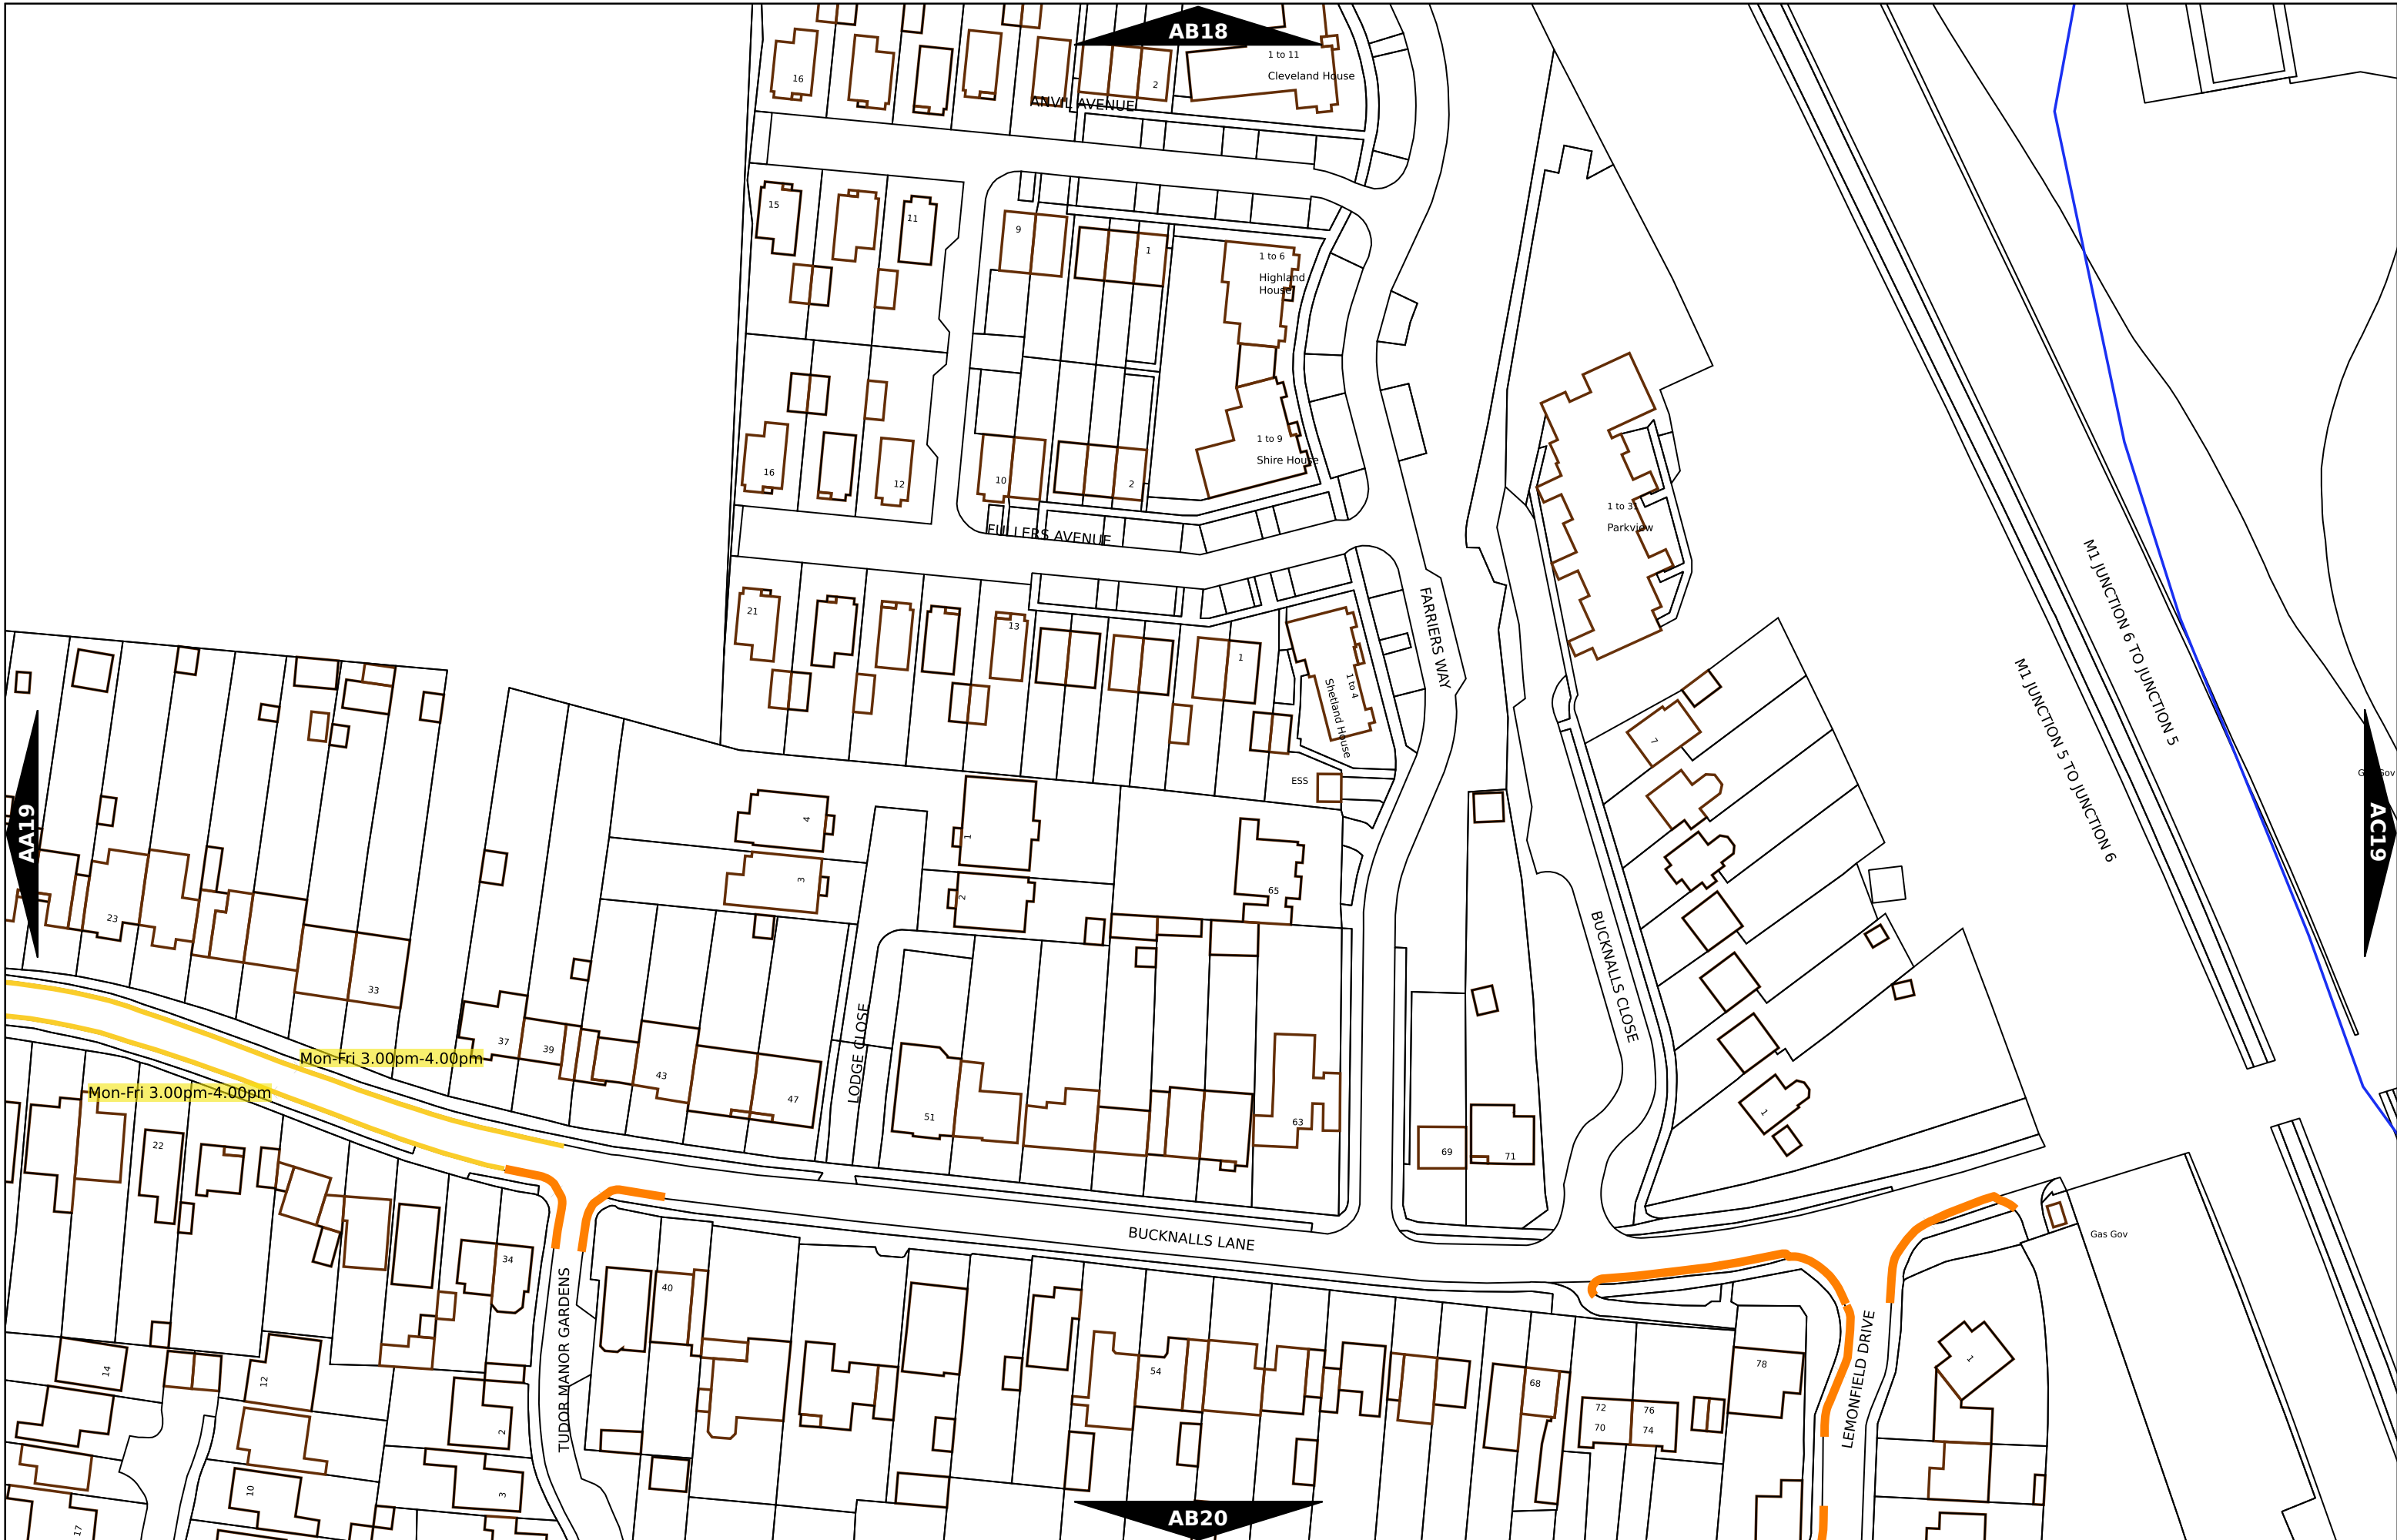 AB18
1 to 11
Cleveland House
16
2
ANVIL AVENUE
15
11
9
1
1 to 6
Highland
House
1 to 9
Shire House
16
12
10
2
FULLERS AVENUE
1 to 3
Parkview
21
13
1
FARRIERS WAY
1 to 4
Shetland House
ESS
M1 JUNCTION 6 TO JUNCTION 5
M1 JUNCTION 5 TO JUNCTION 6
7
AA19
AC19
4
3
1
2
65
23
33
37
39
43
47
LODGE CLOSE
51
63
69
71
BUCKNALLS CLOSE
1
Mon-Fri 3.00pm-4.00pm
Mon-Fri 3.00pm-4.00pm
22
34
40
BUCKNALLS LANE
Gas Gov
TUDOR MANOR GARDENS
LEMONFIELD DRIVE
14
12
2
54
68
72
76
70
74
78
1
10
3
17
AB20